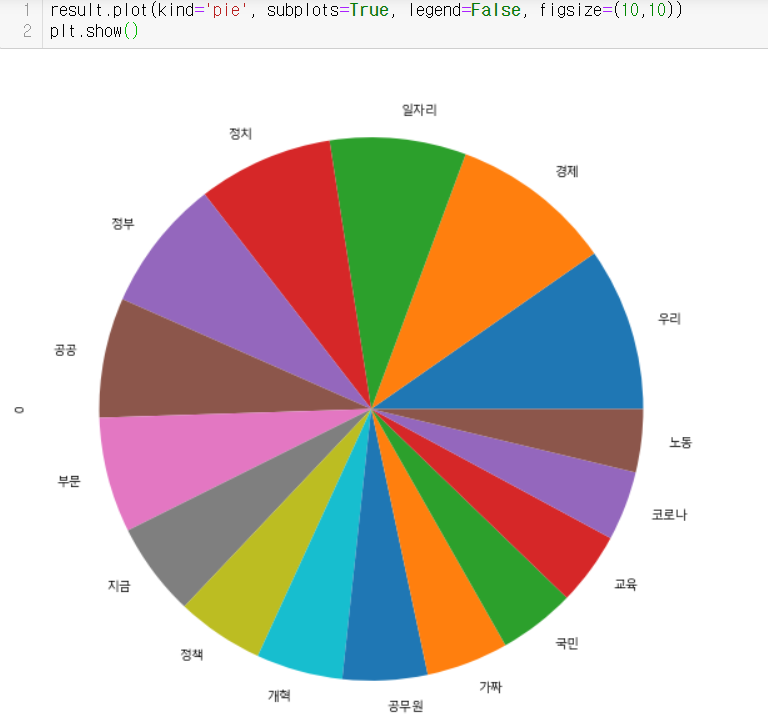 1 result.plot(kind='pie', subplots=True, legend=False, figsize=(10,10))
2 plt.show()
일자리
정치
경제
정부
우리
공공
0
노동
부문
코로나
지금
교육
국민
정책
가짜
개혁
공무원